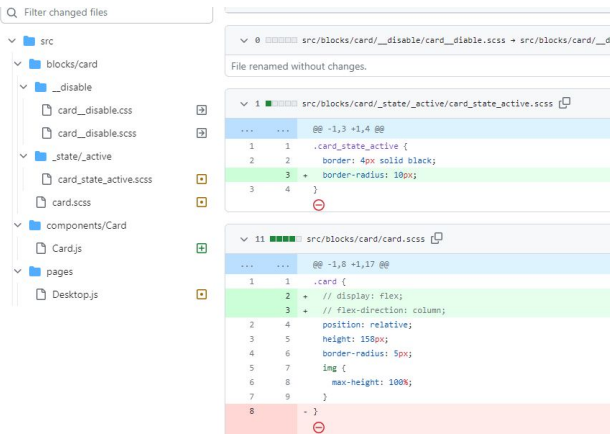 Filter changed files
src
blocks/card
__disable
card__disable.css
card__disable.scss
_state/_active
card_state_active.scss
card.scss
components/Card
Card.js
pages
Desktop.js
0 src/blocks/card/__disable/card__diable.scss → src/blocks/card/__d
File renamed without changes.
1 src/blocks/card/_state/_active/card_state_active.scss
... ... @@ -1,3 +1,4 @@
1 1 .card_state_active {
2 2 border: 4px solid black;
3 + border-radius: 10px;
3 4 }
11 src/blocks/card/card.scss
... ... @@ -1,8 +1,17 @@
1 1 .card {
2 + // display: flex;
3 + // flex-direction: column;
2 4 position: relative;
3 5 height: 158px;
4 6 border-radius: 5px;
5 7 img {
6 8 max-height: 100%;
7 9 }
8 - }